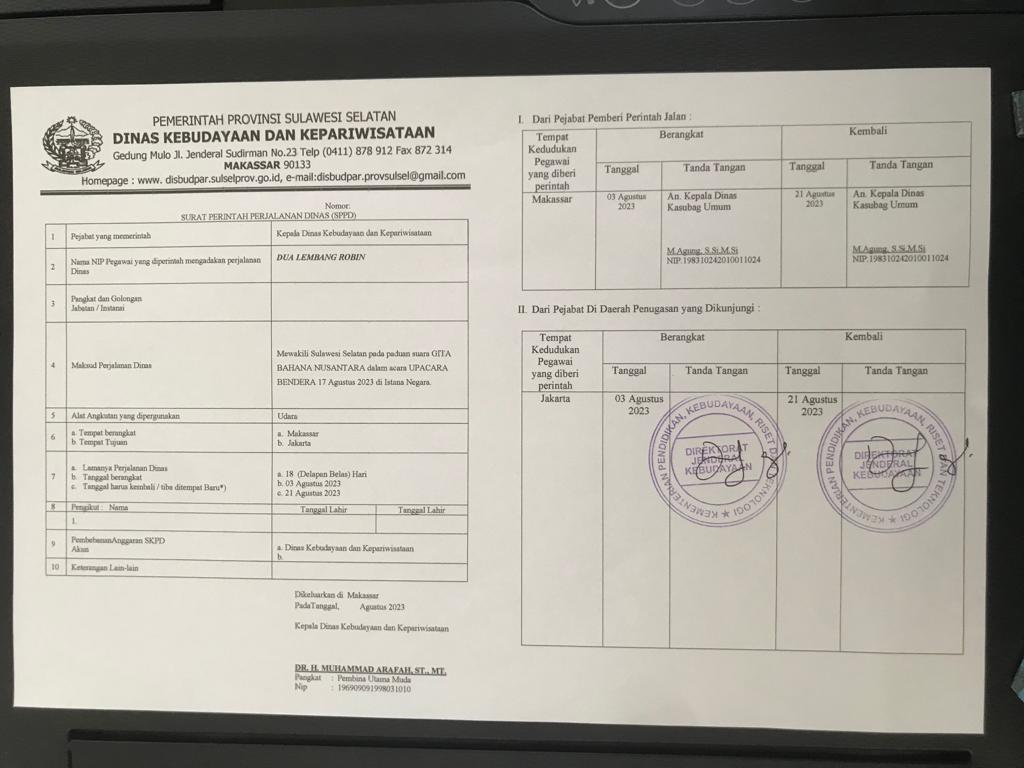 PEMERINTAH PROVINSI SULAWESI SELATAN
DINAS KEBUDAYAAN DAN KEPARIWISATAAN
Gedung Mulo Jl. Jenderal Sudirman No.23 Telp (0411) 878 912 Fax 872 314
MAKASSAR 90133
Homepage : www. disbudpar.sulselprov.go.id, e-mail:disbudpar.provsulsel@gmail.com
Nomor:
SURAT PERINTAH PERJALANAN DINAS (SPPD)
1 Pejabat yang memerintah Kepala Dinas Kebudayaan dan Kepariwisataan
2 Nama NIP Pegawai yang diperintah mengadakan perjalanan Dinas DUA LEMBANG ROBIN
3 Pangkat dan Golongan
Jabatan / Instansi
4 Maksud Perjalanan Dinas
Mewakili Sulawesi Selatan pada paduan suara GITA
BAHANA NUSANTARA dalam acara UPACARA
BENDERA 17 Agustus 2023 di Istana Negara.
5 Alat Angkutan yang dipergunakan Udara
6 a. Tempat berangkat a. Makassar
b. Tempat Tujuan b. Jakarta
7 a. Lamanya Perjalanan Dinas a. 18 (Delapan Belas) Hari
b. Tanggal berangkat b. 03 Agustus 2023
c. Tanggal harus kembali / tiba ditempat Baru*) c. 21 Agustus 2023
8 Pengikut : Nama Tanggal Lahir Tanggal Lahir
1.
9 PembebananAnggaran SKPD a. Dinas Kebudayaan dan Kepariwisataan
Akun b.
10 Keterangan Lain-lain
Dikeluarkan di Makassar
PadaTanggal, Agustus 2023
Kepala Dinas Kebudayaan dan Kepariwisataan
DR. H. MUHAMMAD ARAFAH, ST., MT.
Pangkat : Pembina Utama Muda
Nip : 196909091998031010
I. Dari Pejabat Pemberi Perintah Jalan :
Tempat Kedudukan Pegawai yang diberi perintah
Berangkat Kembali
Tanggal Tanda Tangan Tanggal Tanda Tangan
Makassar 03 Agustus 2023 An. Kepala Dinas Kasubag Umum 21 Agustus 2023 An. Kepala Dinas Kasubag Umum
M.Agung, S.Si,M.Si M.Agung, S.Si,M.Si
NIP.198310242010011024 NIP.198310242010011024
II. Dari Pejabat Di Daerah Penugasan yang Dikunjungi :
Tempat Kedudukan Pegawai yang diberi perintah
Berangkat Kembali
Tanggal Tanda Tangan Tanggal Tanda Tangan
Jakarta 03 Agustus 2023 21 Agustus 2023
KEMENTERIAN PENDIDIKAN, KEBUDAYAAN, RISET DAN TEKNOLOGI
DIREKTORAT
JENDERAL
KEBUDAYAAN
KEMENTERIAN PENDIDIKAN, KEBUDAYAAN, RISET DAN TEKNOLOGI
DIREKTORAT
JENDERAL
KEBUDAYAAN